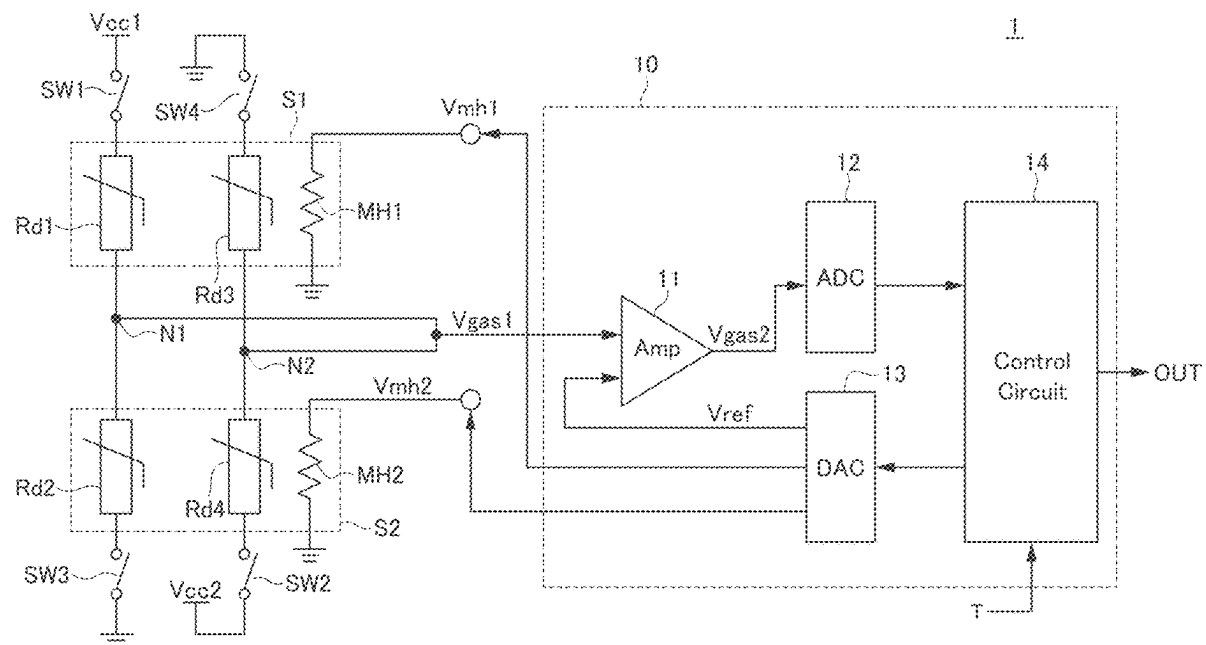 Vcc1
1
SW1
SW4
S1
Vmh1
10
12
14
Rd1
Rd3
MH1
11
ADC
N1
N2
Vgas1
Amp
Vgas2
Control
Circuit
OUT
Vmh2
13
Vref
DAC
Rd2
Rd4
MH2
S2
SW3
Vcc2
SW2
T